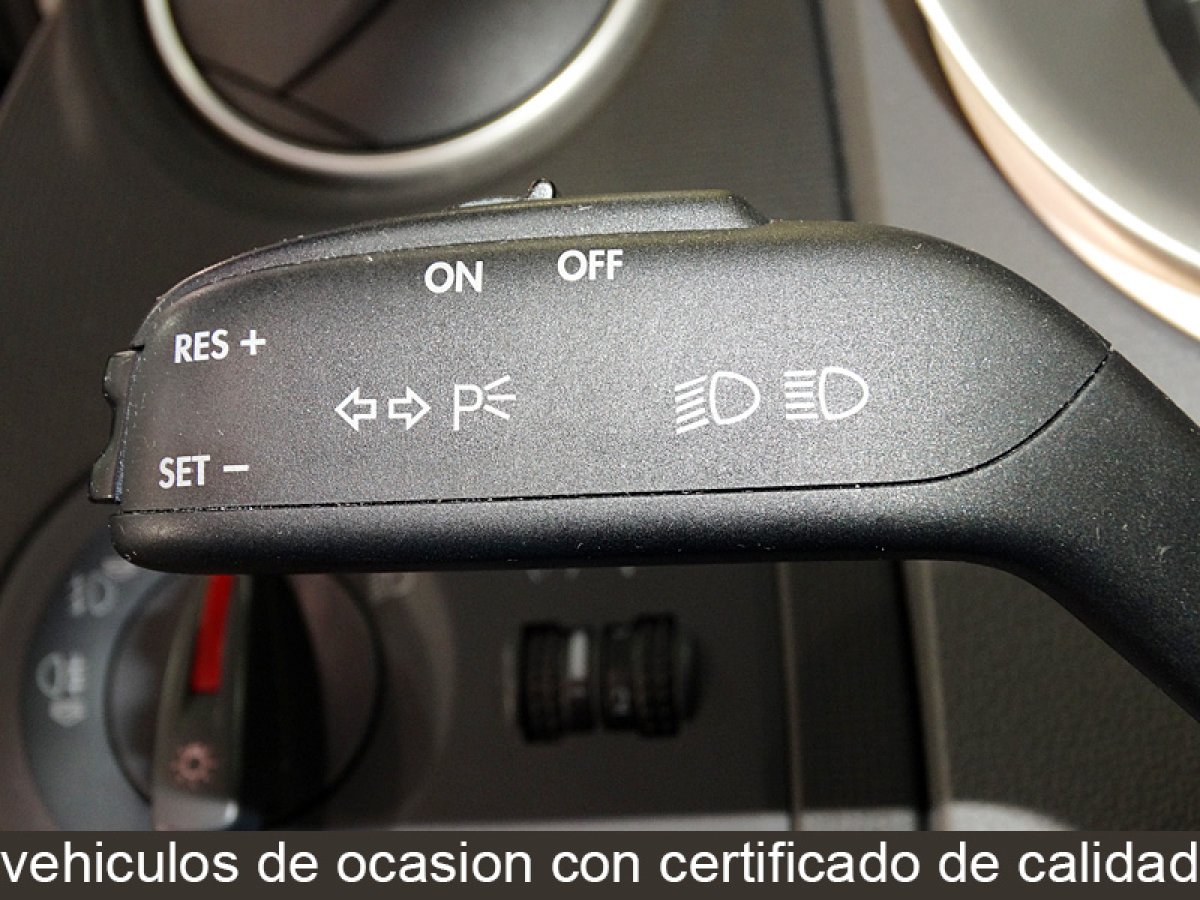 ON OFF
RES +
P
SET −
vehiculos de ocasion con certificado de calidad